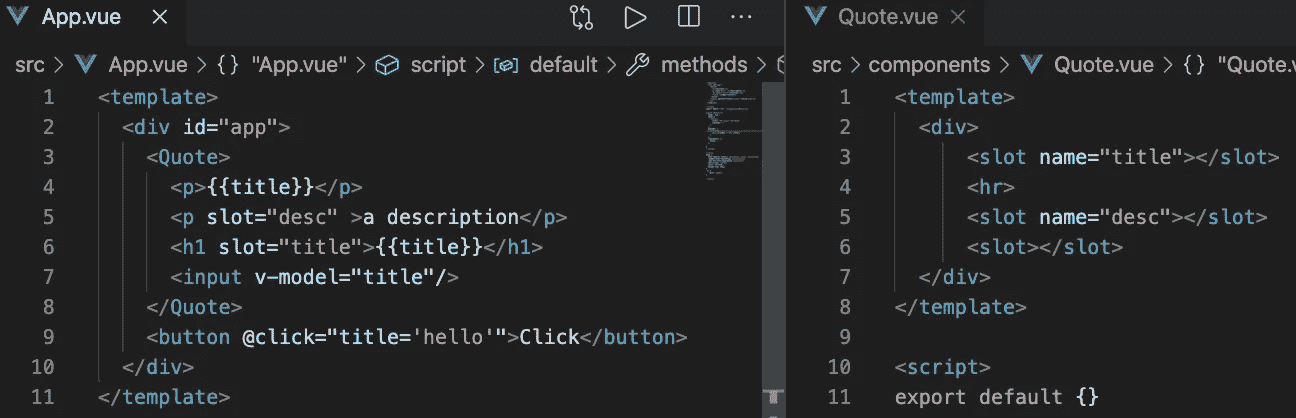 App.vue
src > App.vue > {} "App.vue" > script > default > methods >
1 <template>
2 <div id="app">
3 <Quote>
4 <p>{{title}}</p>
5 <p slot="desc" >a description</p>
6 <h1 slot="title">{{title}}</h1>
7 <input v-model="title"/>
8 </Quote>
9 <button @click="title='hello'">Click</button>
10 </div>
11 </template>
Quote.vue
src > components > Quote.vue > {} "Quote.v
1 <template>
2 <div>
3 <slot name="title"></slot>
4 <hr>
5 <slot name="desc"></slot>
6 <slot></slot>
7 </div>
8 </template>
9
10 <script>
11 export default {}